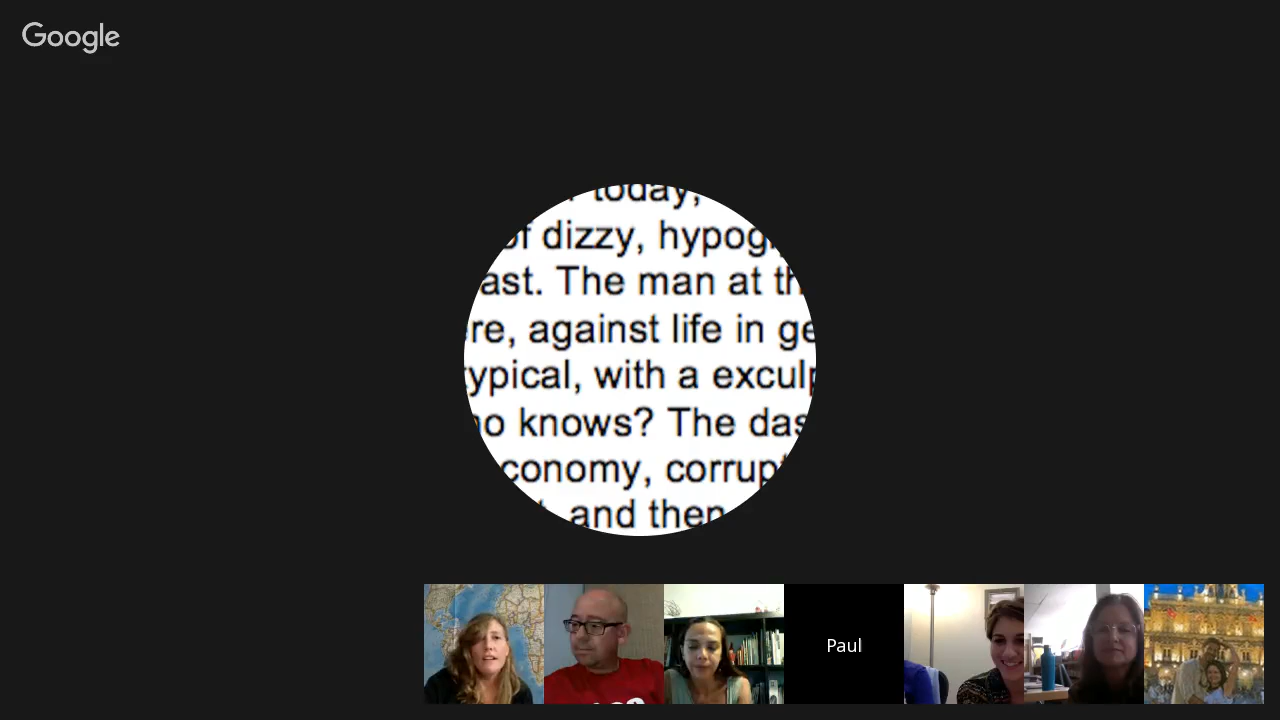 Google
today,
of dizzy, hypog
ast. The man at th
re, against life in ge
ypical, with a exculp
o knows? The das
conomy, corrupt
and then
Paul